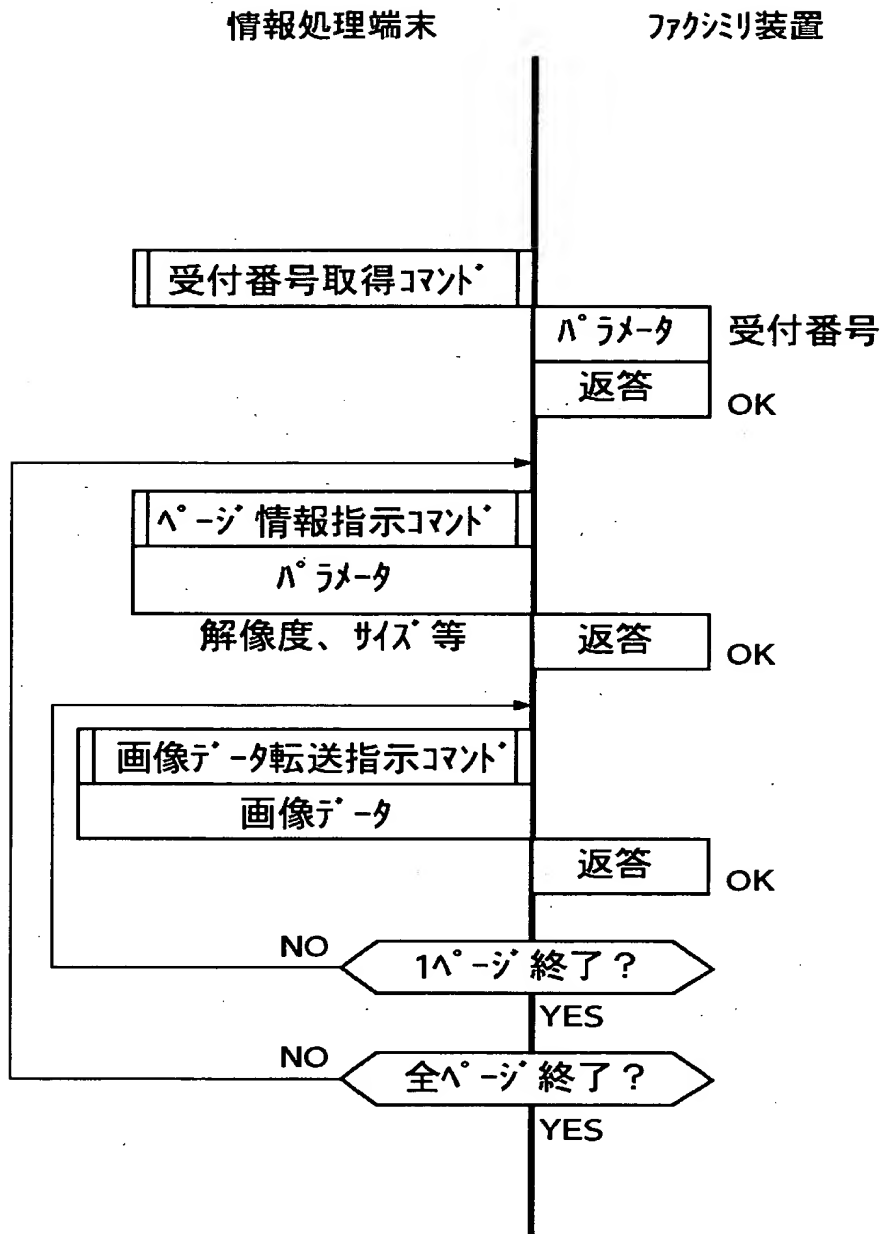 情報処理端末 ファクシミリ装置
受付番号取得コマンド
パラメータ 受付番号
返答 OK
ページ情報指示コマンド
パラメータ
解像度、サイズ等 返答 OK
画像データ転送指示コマンド
画像データ
返答 OK
NO 1ページ終了?
YES
NO 全ページ終了?
YES